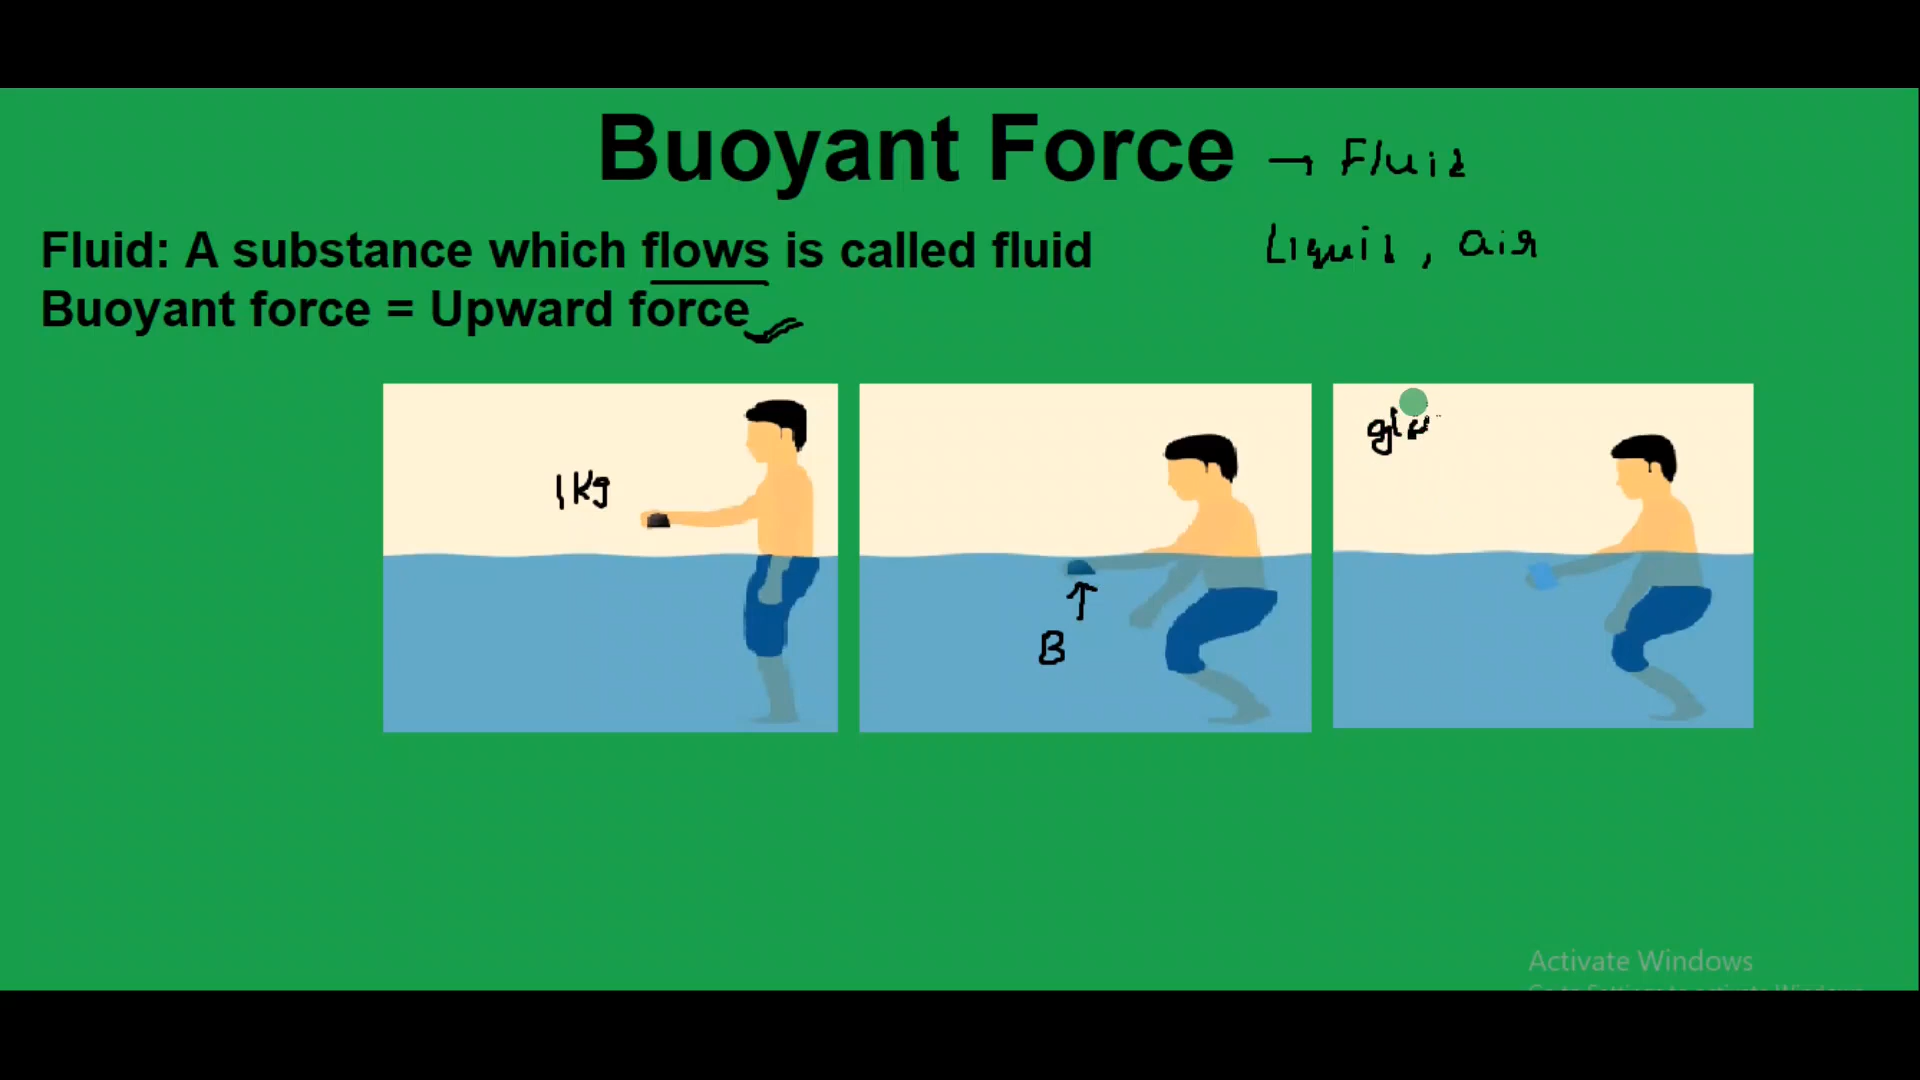 Buoyant Force → Fluid
Fluid: A substance which flows is called fluid
Liquid, air
Buoyant force = Upward force
1Kg
B
Activate Windows